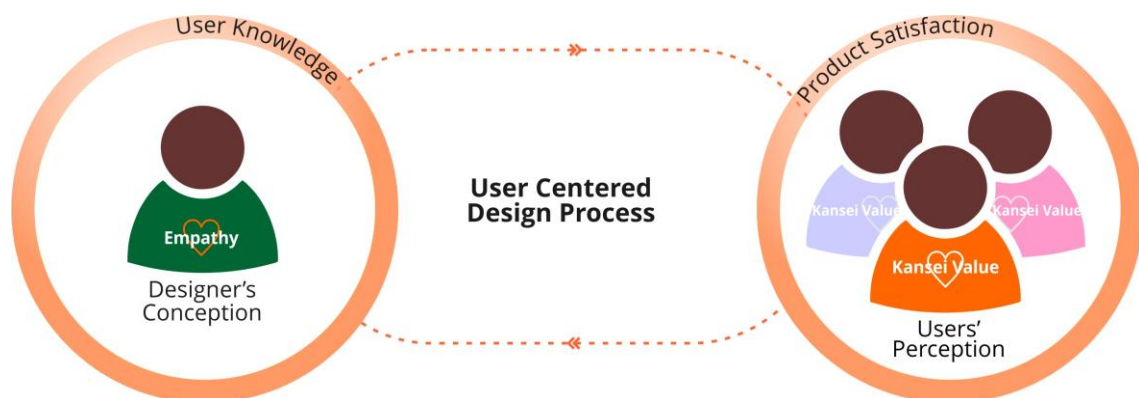 User Knowledge
Empathy
Designer’s
Conception
User Centered
Design Process
Product Satisfaction
Kansei Value
Kansei Value
Kansei Value
Users’
Perception